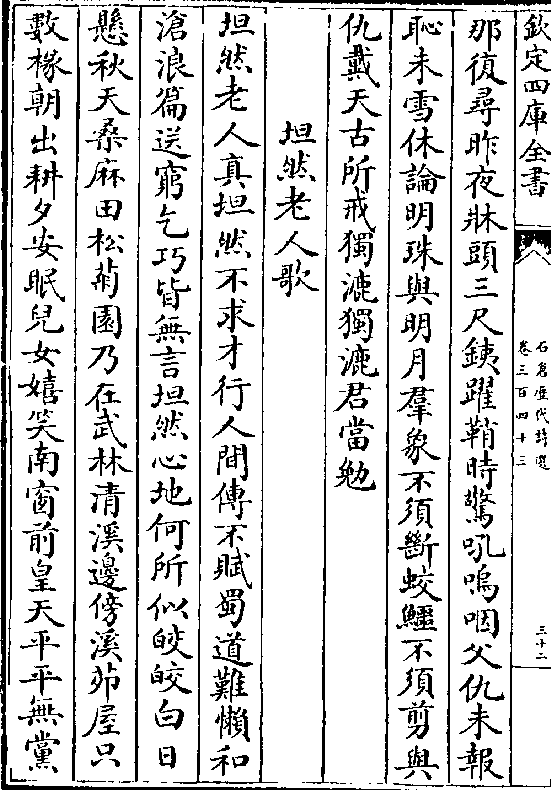 欽定四庫全書
石倉歷代詩選
卷三百四十三
三十二
那復尋昨夜牀頭三尺鐵躍鞘時驚吼嗚咽父仇未報
恥未雪休論明珠與明月羣象不須斷蛟鱷不須剪與
仇戴天古所戒獨漉獨漉君當勉
坦然老人歌
坦然老人真坦然不求才行人間傳不賦蜀道難懶和
滄浪篇送窮乞巧皆無言坦然心地何所似皎皎白日
懸秋天桑麻田松菊園乃在武林清溪邊傍溪茆屋只
數椽朝出耕夕安眠兒女嬉笑南窗前皇天平平無黨